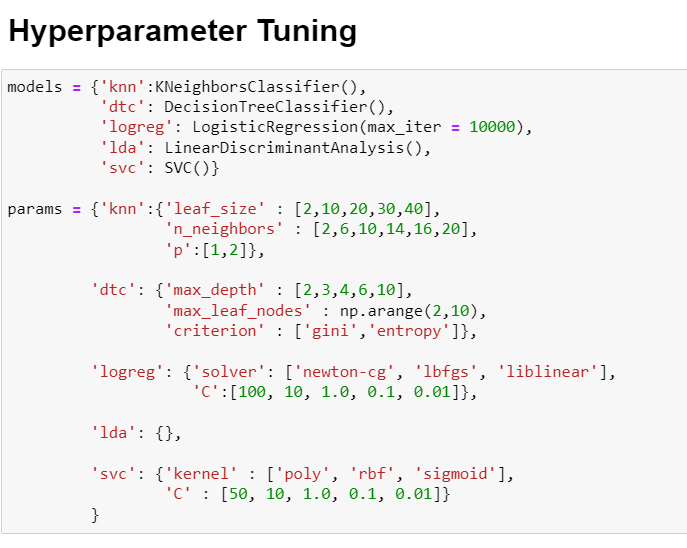 Hyperparameter Tuning
models = {'knn':KNeighborsClassifier(),
'dtc': DecisionTreeClassifier(),
'logreg': LogisticRegression(max_iter = 10000),
'lda': LinearDiscriminantAnalysis(),
'svc': SVC()}
params = {'knn':{'leaf_size' : [2,10,20,30,40],
'n_neighbors' : [2,6,10,14,16,20],
'p':[1,2]},
'dtc': {'max_depth' : [2,3,4,6,10],
'max_leaf_nodes' : np.arange(2,10),
'criterion' : ['gini','entropy']},
'logreg': {'solver': ['newton-cg', 'lbfgs', 'liblinear'],
'C':[100, 10, 1.0, 0.1, 0.01]},
'lda': {},
'svc': {'kernel' : ['poly', 'rbf', 'sigmoid'],
'C' : [50, 10, 1.0, 0.1, 0.01]}
}